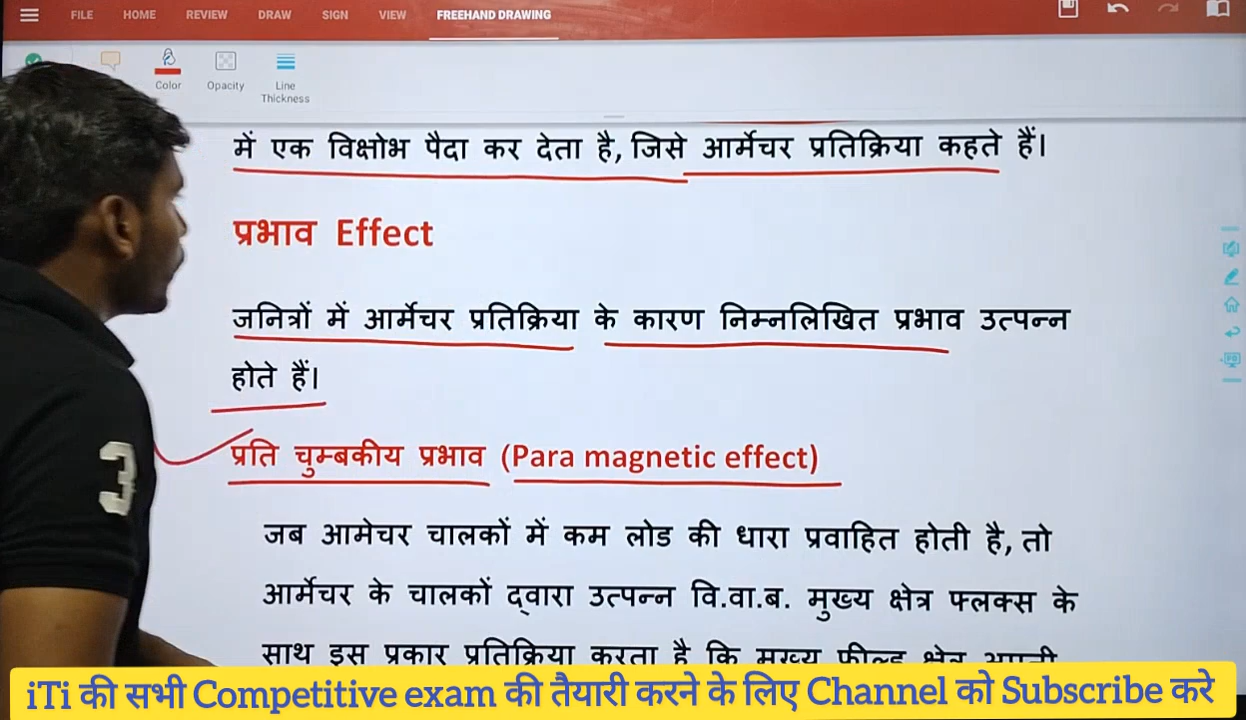 FILE HOME REVIEW DRAW SIGN VIEW FREEHAND DRAWING
Color Opacity Line
Thickness
में एक विक्षोभ पैदा कर देता है, जिसे आर्मेचर प्रतिक्रिया कहते हैं।
प्रभाव Effect
जनित्रों में आर्मेचर प्रतिक्रिया के कारण निम्नलिखित प्रभाव उत्पन्न
होते हैं।
प्रति चुम्बकीय प्रभाव (Para magnetic effect)
3
जब आमेचर चालकों में कम लोड की धारा प्रवाहित होती है, तो
आर्मेचर के चालकों द्वारा उत्पन्न वि.वा.ब. मुख्य क्षेत्र फ्लक्स के
साथ इस प्रकार प्रतिक्रिया करता है कि मुख्य फील्ड क्षेत्र अपनी
iTi की सभी Competitive exam की तैयारी करने के लिए Channel को Subscribe करे